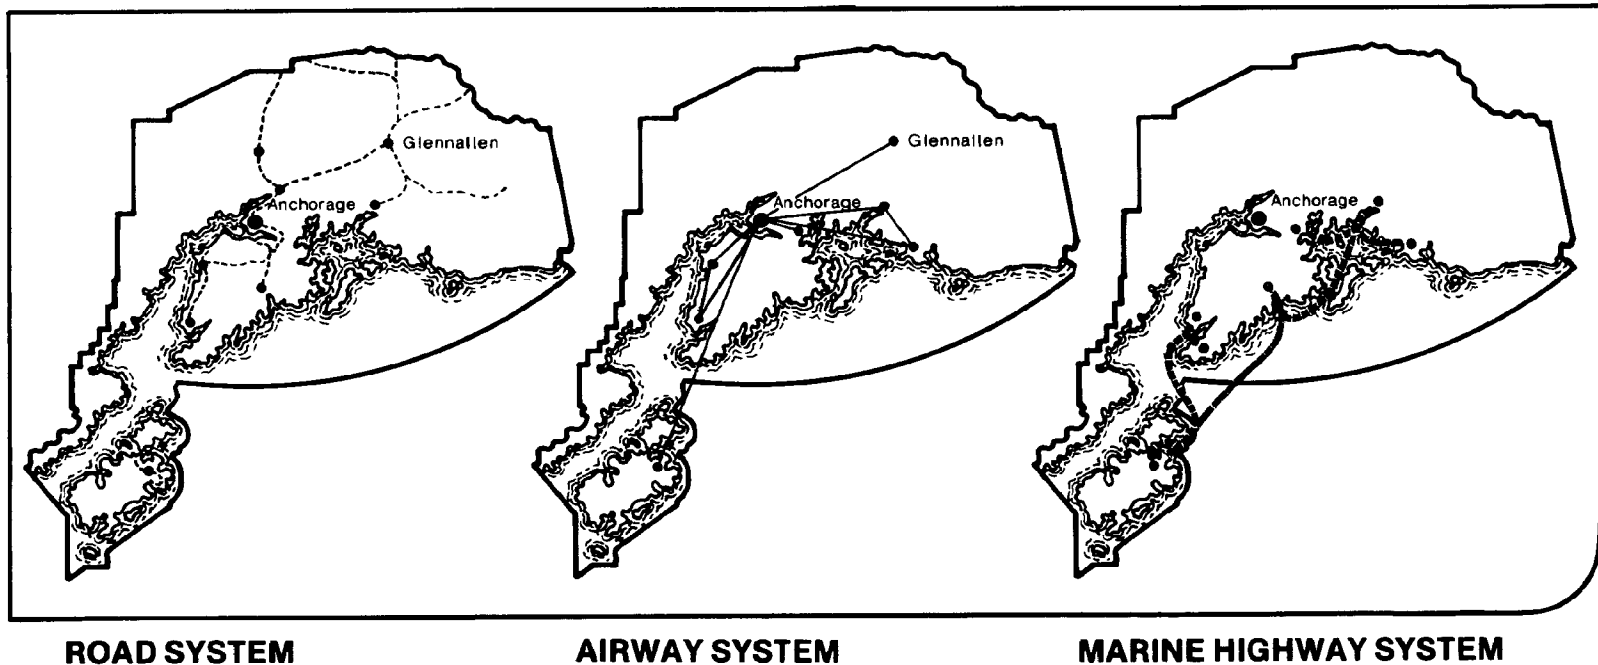 Glennallen
Anchorage
Glennallen
Anchorage
Anchorage
ROAD SYSTEM
AIRWAY SYSTEM
MARINE HIGHWAY SYSTEM